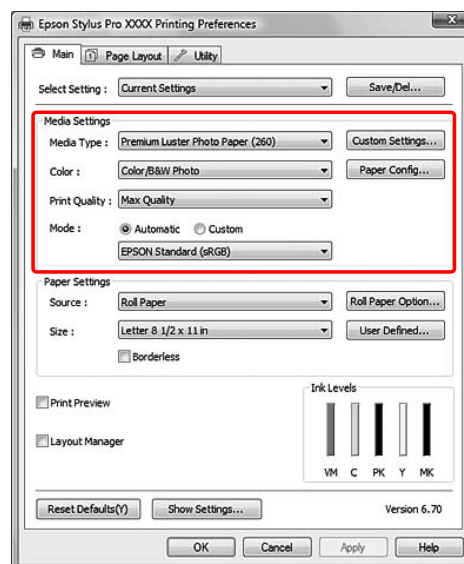 Epson Stylus Pro XXXX Printing Preferences
Main Page Layout Utility
Select Setting : Current Settings Save/Del...
Media Settings
Media Type : Premium Luster Photo Paper (260) Custom Settings...
Color : Color/B&W Photo Paper Config...
Print Quality : Max Quality
Mode : Automatic Custom
EPSON Standard (sRGB)
Paper Settings
Source : Roll Paper Roll Paper Option...
Size : Letter 8 1/2 x 11 in User Defined...
Borderless
Ink Levels
Print Preview
Layout Manager
VM C PK Y MK
Reset Defaults(Y) Show Settings... Version 6.70
OK Cancel Apply Help